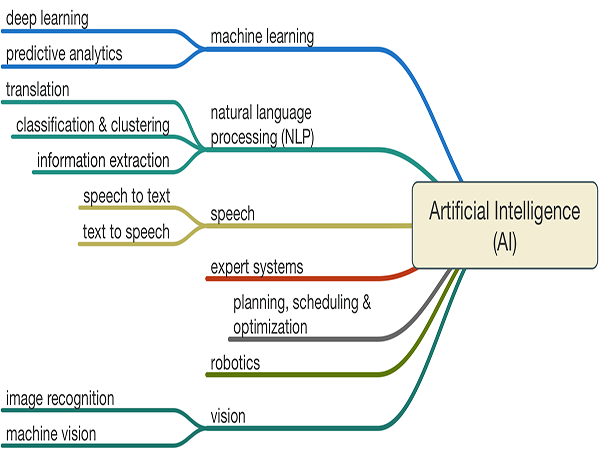 deep learning
machine learning
predictive analytics
translation
natural language
processing (NLP)
classification & clustering
information extraction
speech to text
speech
text to speech
Artificial Intelligence
(AI)
expert systems
planning, scheduling &
optimization
robotics
image recognition
vision
machine vision